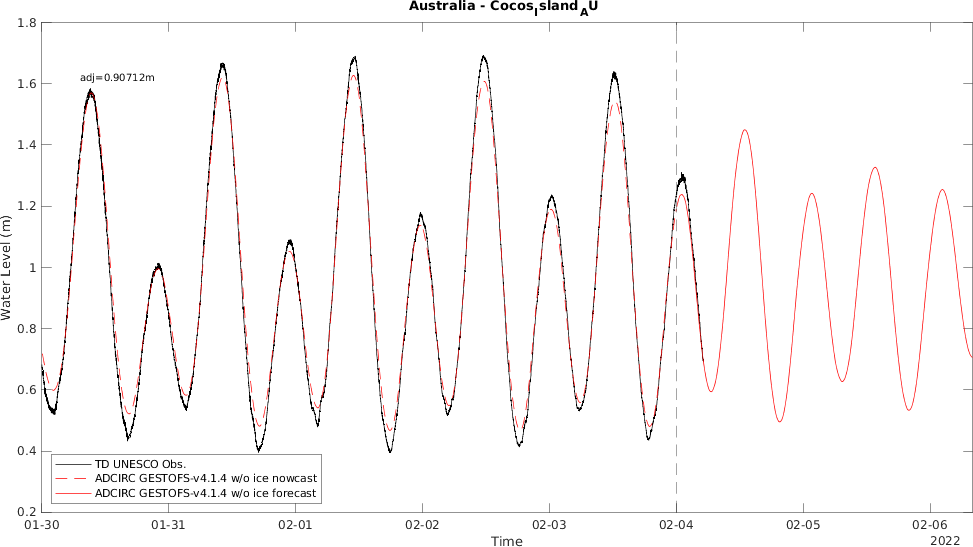 Australia - Cocos_Island_AU
1.8
1.6
1.4
1.2
1
0.8
0.6
0.4
0.2
Water Level (m)
adj=0.90712m
TD UNESCO Obs.
ADCIRC GESTOFS-v4.1.4 w/o ice nowcast
ADCIRC GESTOFS-v4.1.4 w/o ice forecast
01-30 01-31 02-01 02-02 02-03 02-04 02-05 02-06
Time
2022